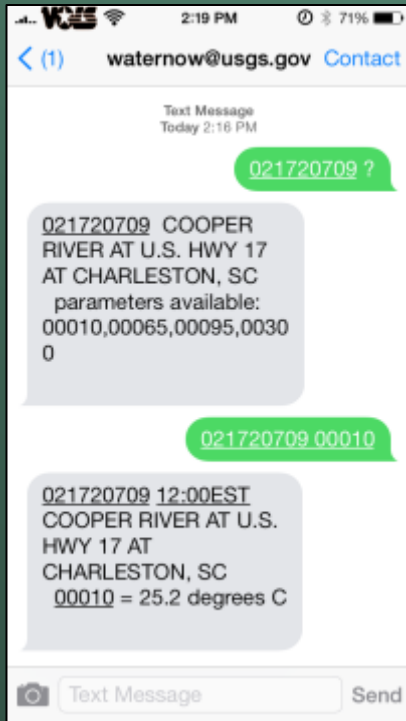 2:19 PM 71%
(1) waternow@usgs.gov Contact
Text Message
Today 2:16 PM
021720709 ?
021720709 COOPER
RIVER AT U.S. HWY 17
AT CHARLESTON, SC
parameters available:
00010,00065,00095,0030
0
021720709 00010
021720709 12:00EST
COOPER RIVER AT U.S.
HWY 17 AT
CHARLESTON, SC
00010 = 25.2 degrees C
Text Message Send